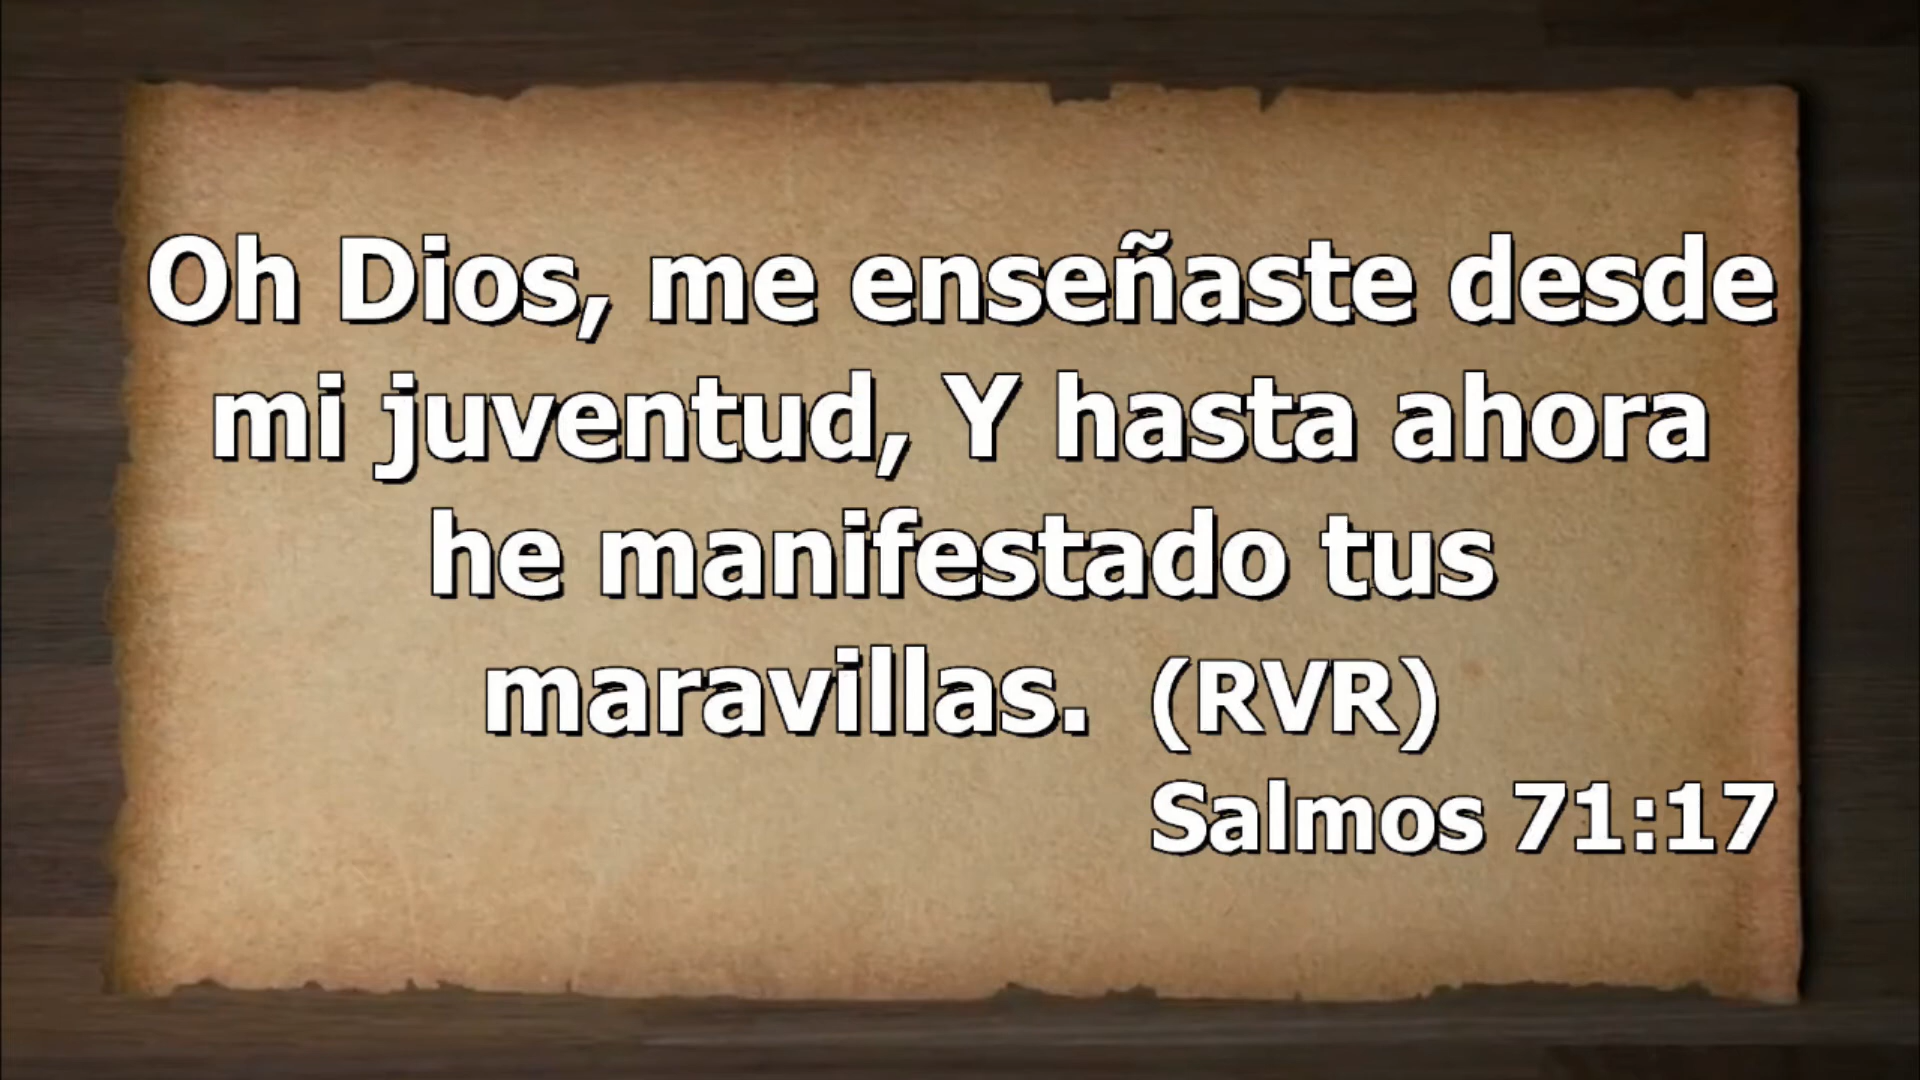 Oh Dios, me enseñaste desde
mi juventud, Y hasta ahora
he manifestado tus
maravillas. (RVR)
Salmos 71:17